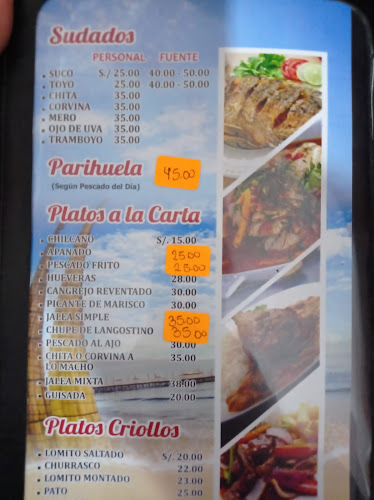 Sudados
PERSONAL FUENTE
• SUCO S/. 25.00 40.00 - 50.00
• TOYO 25.00 40.00 - 50.00
• CHITA 35.00
• CORVINA 35.00
• MERO 35.00
• OJO DE UVA 35.00
• TRAMBOYO 35.00
Parihuela 45.00
(Según Pescado del Día)
Platos a la Carta
• CHILCANO S/. 15.00
• APANADO 25.00
• PESCADO FRITO 25.00
• HUEVERAS 28.00
• CANGREJO REVENTADO 30.00
• PICANTE DE MARISCO 30.00
• JALEA SIMPLE 35.00
• CHUPE DE LANGOSTINO 35.00
• PESCADO AL AJO 30.00
• CHITA O CORVINA A 35.00
LO MACHO
• JALEA MIXTA 38.00
• GUISADA 20.00
Platos Criollos
• LOMITO SALTADO S/. 20.00
• CHURRASCO 22.00
• LOMITO MONTADO 23.00
• PATO 25.00